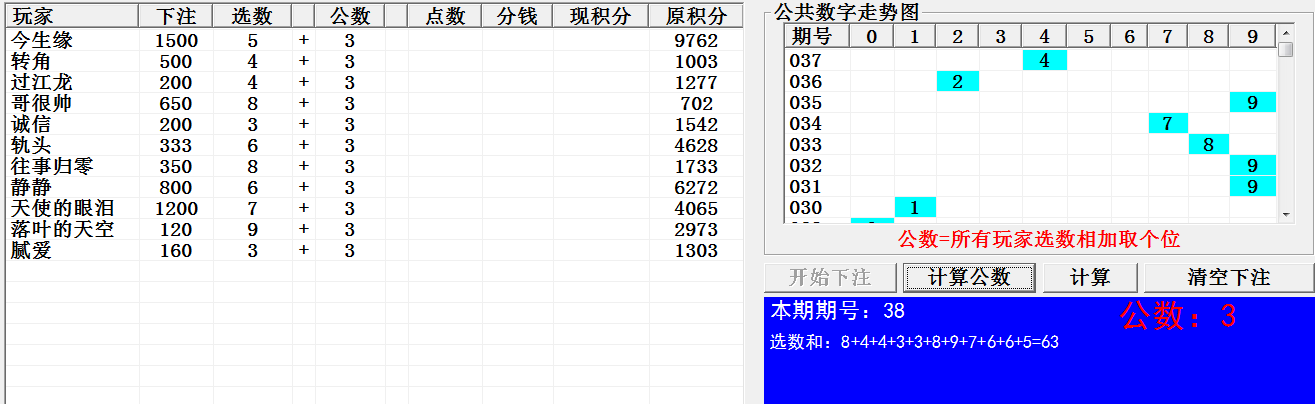 玩家 下注 选数 公数 点数 分钱 现积分 原积分
今生缘 1500 5 + 3 9762
转角 500 4 + 3 1003
过江龙 200 4 + 3 1277
哥很帅 650 8 + 3 702
诚信 200 3 + 3 1542
轨头 333 6 + 3 4628
往事归零 350 8 + 3 1733
静静 800 6 + 3 6272
天使的眼泪 1200 7 + 3 4065
落叶的天空 120 9 + 3 2973
腻爱 160 3 + 3 1303
公共数字走势图
期号 0 1 2 3 4 5 6 7 8 9
037 4
036 2
035 9
034 7
033 8
032 9
031 9
030 1
公数=所有玩家选数相加取个位
开始下注 计算公数 计算 清空下注
本期期号：38 公数：3
选数和：8+4+4+3+3+8+9+7+6+6+5=63